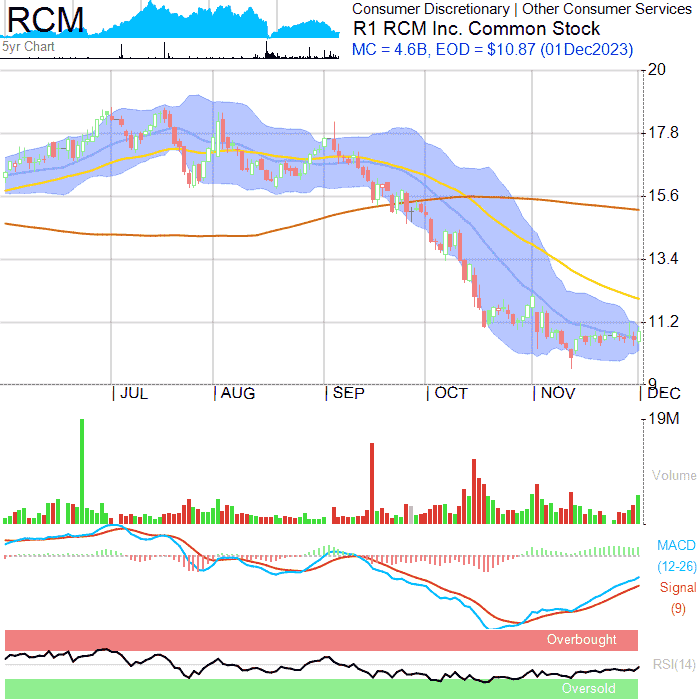 RCM
5yr Chart
Consumer Discretionary | Other Consumer Services
R1 RCM Inc. Common Stock
MC = 4.6B, EOD = $10.87 (01Dec2023)
20
17.8
15.6
13.4
11.2
9
JUL AUG SEP OCT NOV DEC
19M
Volume
MACD
(12-26)
Signal
(9)
Overbought
RSI(14)
Oversold